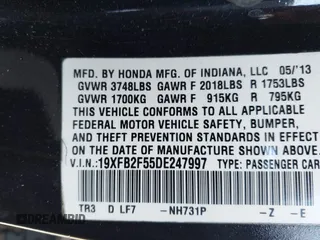 MFD. BY HONDA MFG. OF INDIANA, LLC 05/'13
GVWR 3748LBS GAWR F 2018LBS R 1753LBS
GVWR 1700KG GAWR F 915KG R 795KG
THIS VEHICLE CONFORMS TO ALL APPLICABLE
FEDERAL MOTOR VEHICLE SAFETY, BUMPER,
AND THEFT PREVENTION STANDARDS IN EFFECT
ON THE DATE OF MANUFACTURE SHOWN ABOVE.
V.I.N: 19XFB2F55DE247997 TYPE: PASSENGER CAR
TR3 D LF7 -NH731P -Z -E
DREAMBID